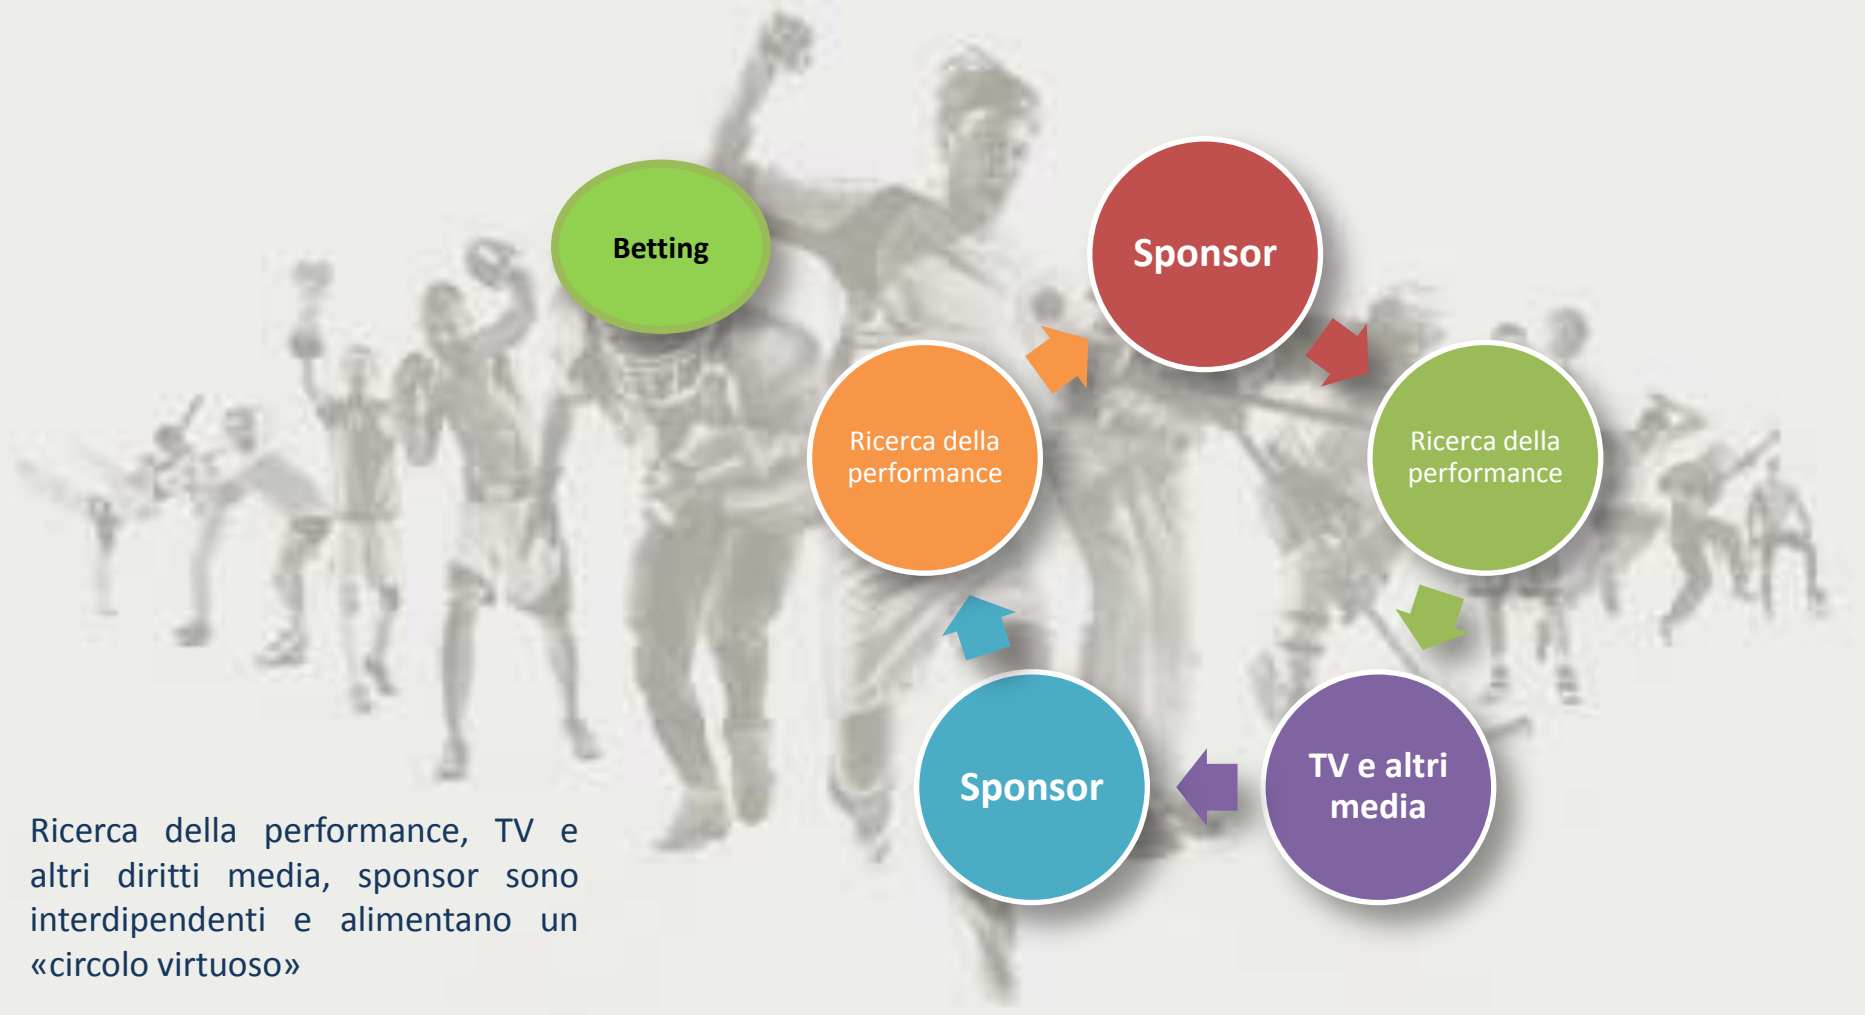 Betting
Sponsor
Ricerca della
performance
Ricerca della
performance
Sponsor
TV e altri
media
Ricerca della performance, TV e
altri diritti media, sponsor sono
interdipendenti e alimentano un
«circolo virtuoso»